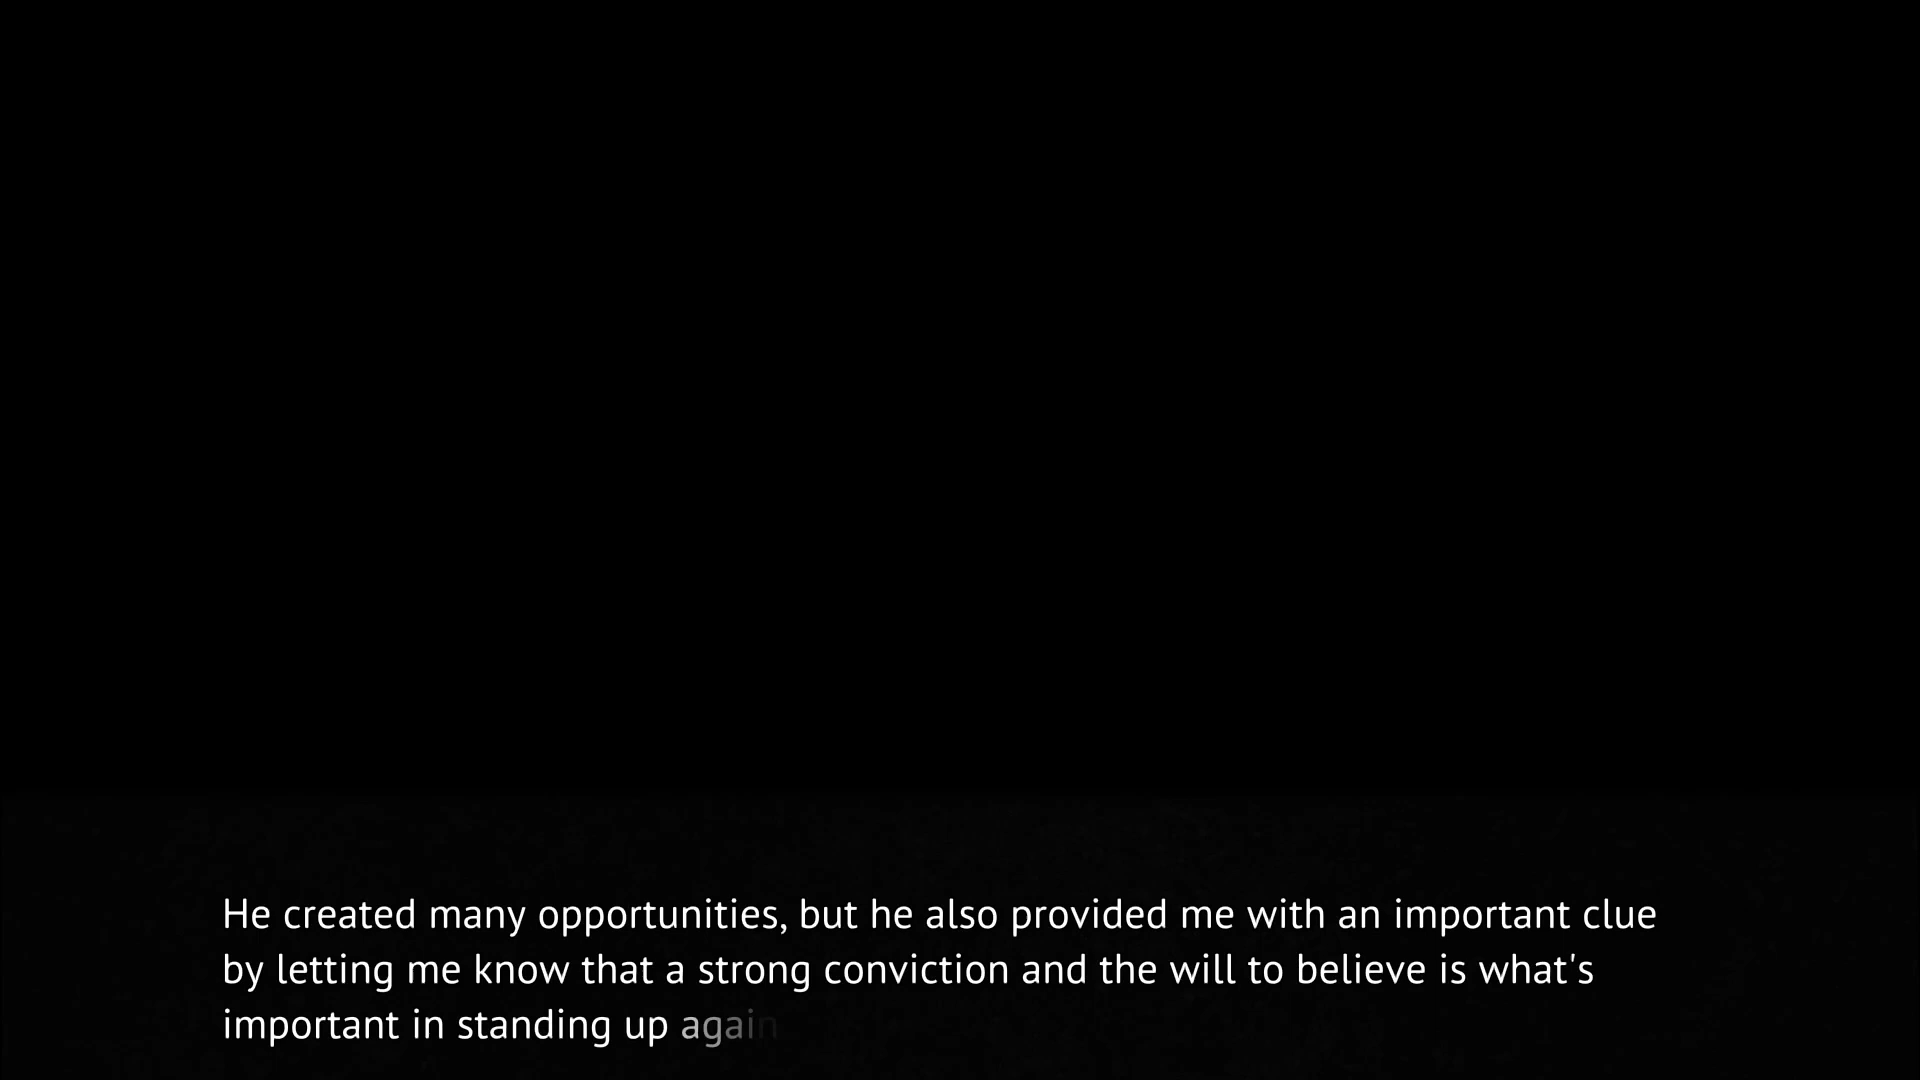 He created many opportunities, but he also provided me with an important clue
by letting me know that a strong conviction and the will to believe is what's
important in standing up again